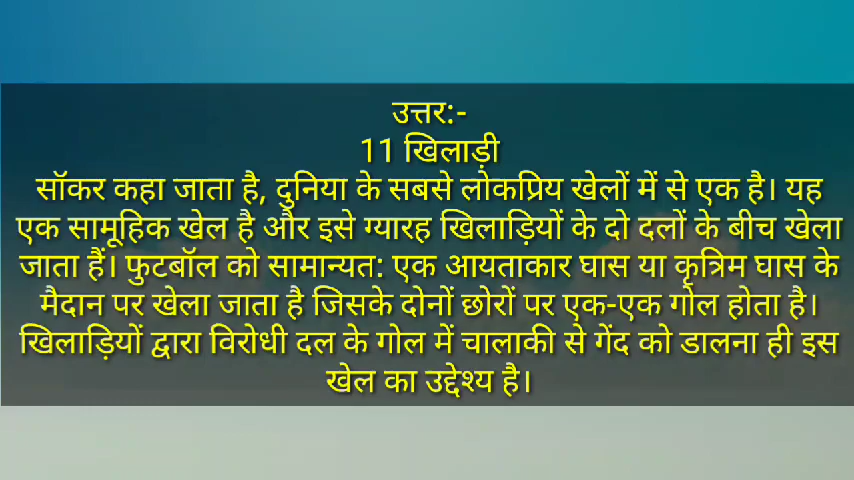 उत्तर:-
11 खिलाड़ी
सॉकर कहा जाता है, दुनिया के सबसे लोकप्रिय खेलों में से एक है। यह
एक सामूहिक खेल है और इसे ग्यारह खिलाड़ियों के दो दलों के बीच खेला
जाता हैं। फुटबॉल को सामान्यत: एक आयताकार घास या कृत्रिम घास के
मैदान पर खेला जाता है जिसके दोनों छोरों पर एक-एक गोल होता है।
खिलाड़ियों द्वारा विरोधी दल के गोल में चालाकी से गेंद को डालना ही इस
खेल का उद्देश्य है।